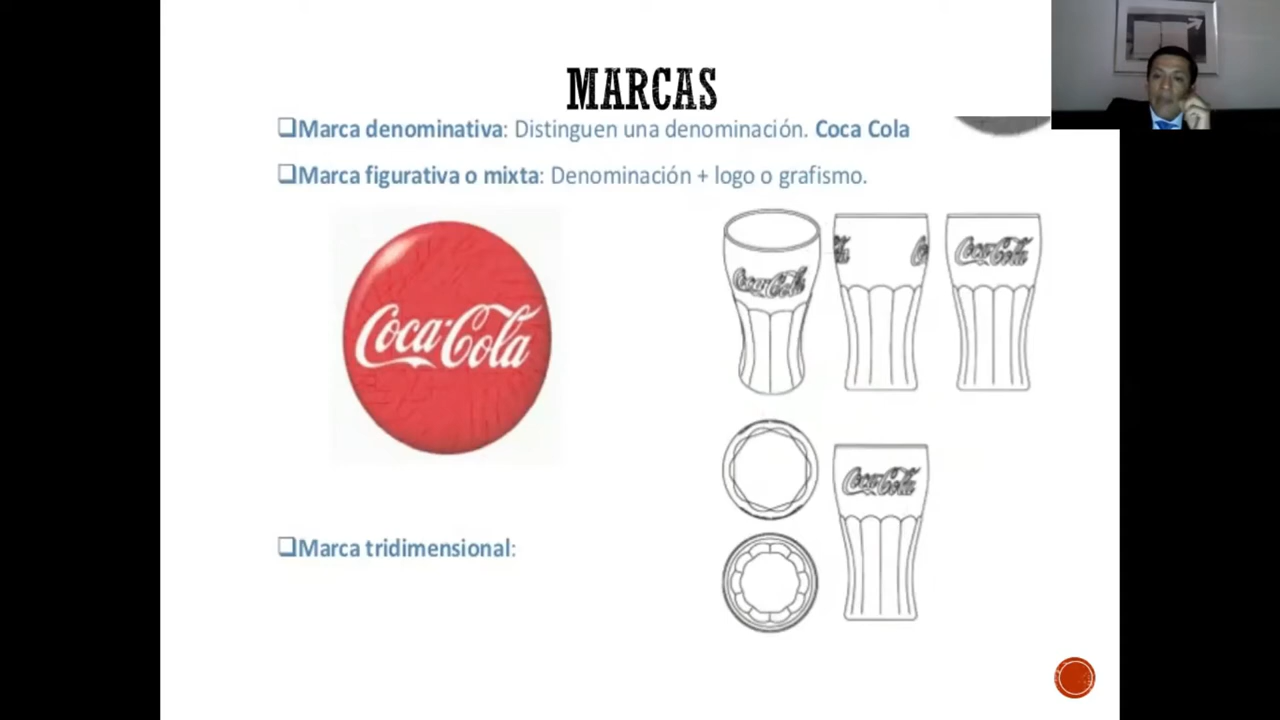 MARCAS
❑Marca denominativa: Distinguen una denominación. Coca Cola
❑Marca figurativa o mixta: Denominación + logo o grafismo.
Coca-Cola
Coca-Cola
Coca-Cola
Coca-Cola
❑Marca tridimensional: